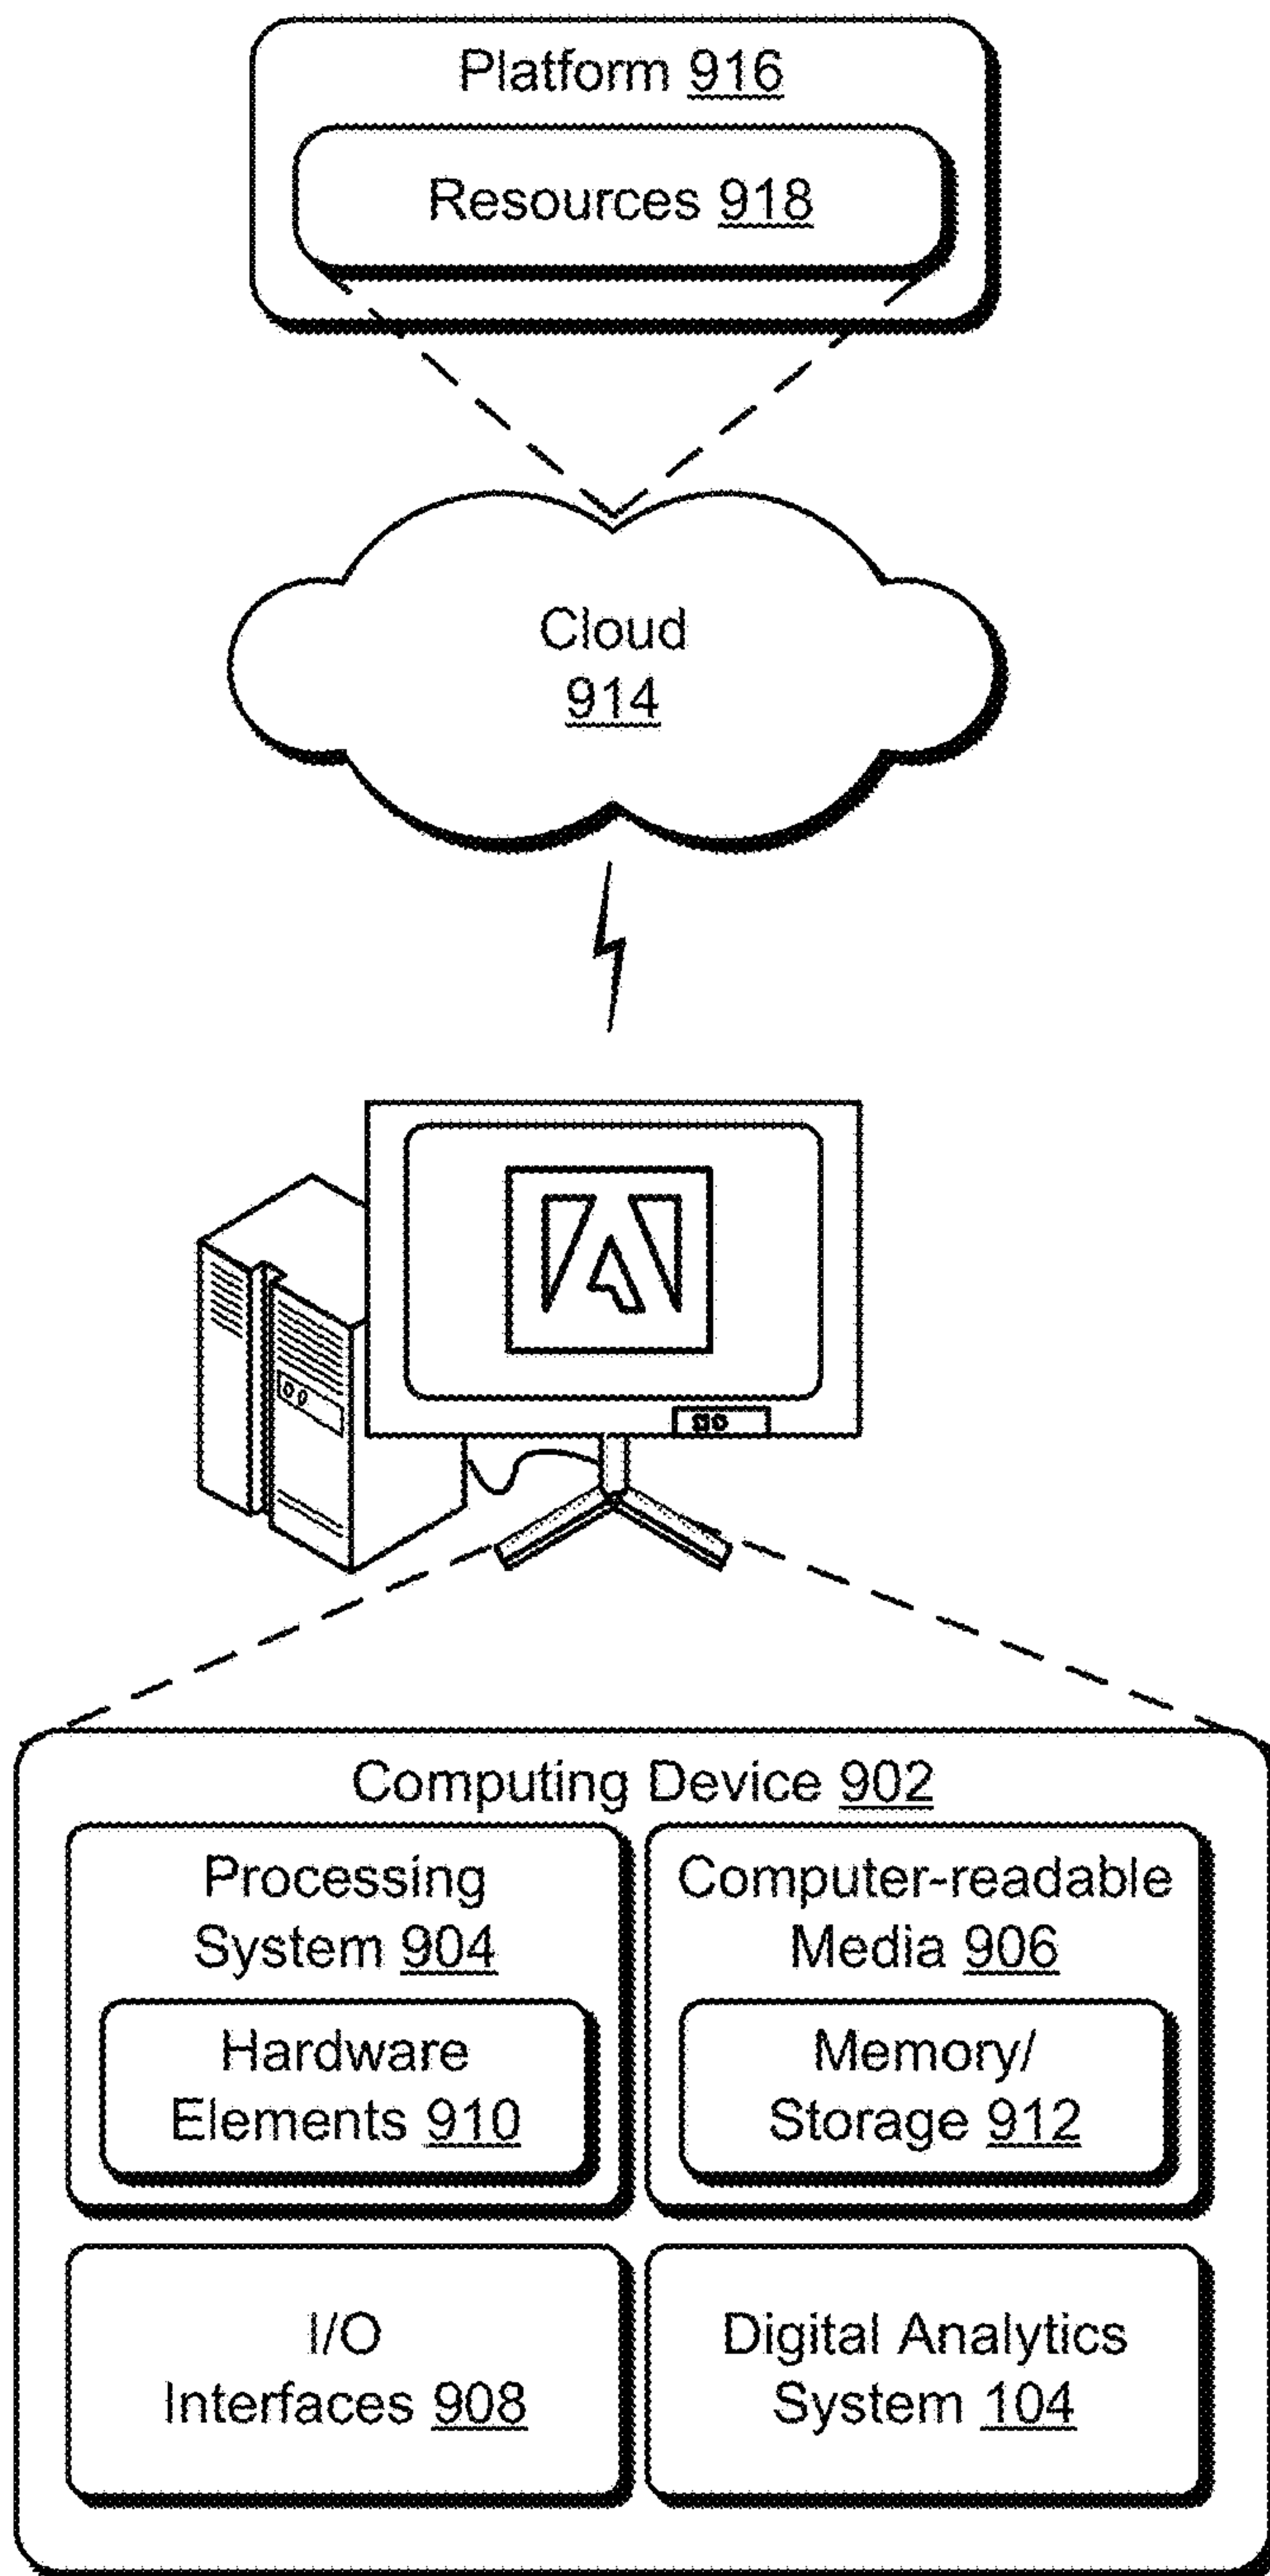 Platform 916
Resources 918
Cloud
914
Computing Device 902
Processing
System 904
Hardware
Elements 910
Computer-readable
Media 906
Memory/
Storage 912
I/O
Interfaces 908
Digital Analytics
System 104